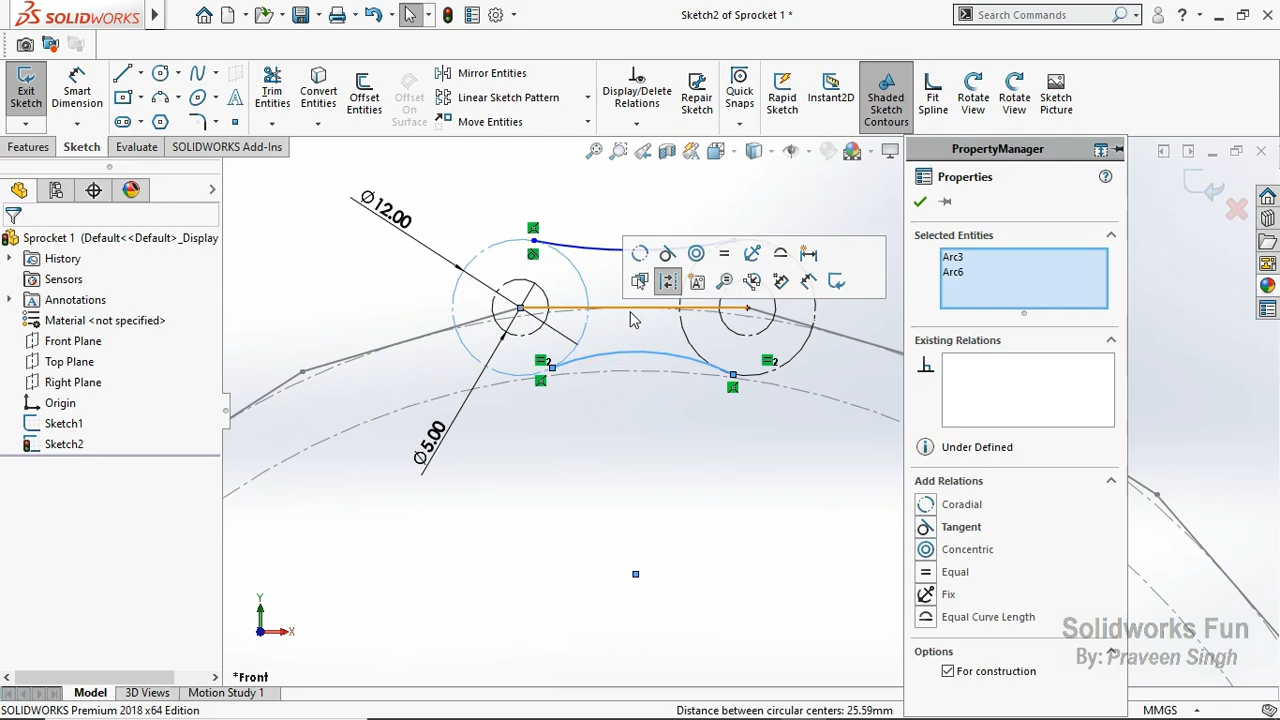 SOLIDWORKS
Sketch2 of Sprocket 1 *
Search Commands
?
Exit
Sketch
Smart
Dimension
Trim
Entities
Convert
Entities
Offset
Entities
Offset
On
Surface
Mirror Entities
Linear Sketch Pattern
Move Entities
Display/Delete
Relations
Repair
Sketch
Quick
Snaps
Rapid
Sketch
Instant2D
Shaded
Sketch
Contours
Fit
Spline
Rotate
View
Rotate
View
Sketch
Picture
Features
Sketch
Evaluate
SOLIDWORKS Add-Ins
Sprocket 1 (Default<<Default>_Display
History
Sensors
Annotations
Material <not specified>
Front Plane
Top Plane
Right Plane
Origin
Sketch1
Sketch2
Ø12.00
Ø5.00
2
2
Y
X
*Front
PropertyManager
Properties
?
Selected Entities
Arc3
Arc6
Existing Relations
Under Defined
Add Relations
Coradial
Tangent
Concentric
Equal
Fix
Equal Curve Length
Options
For construction
Solidworks Fun
By: Praveen Singh
Model
3D Views
Motion Study 1
SOLIDWORKS Premium 2018 x64 Edition
Distance between circular centers: 25.59mm
MMGS